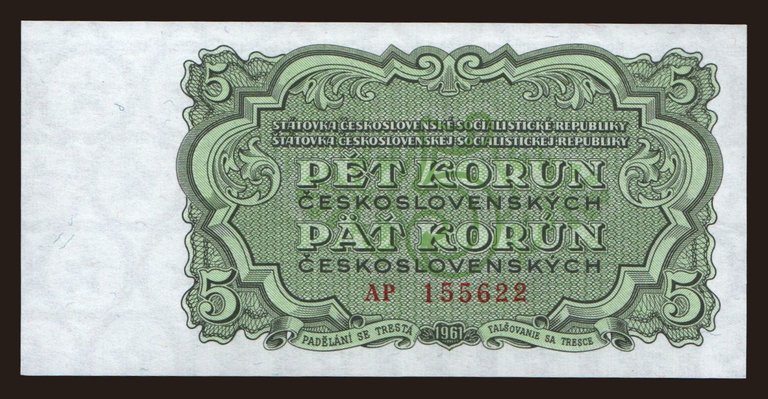 5 5
STÁTOVKA ČESKOSLOVENSKÉ SOCIALISTICKÉ REPUBLIKY
ŠTÁTOVKA ČESKOSLOVENSKEJ SOCIALISTICKEJ REPUBLIKY
PĚT KORUN
ČESKOSLOVENSKÝCH
PÄŤ KORÚN
ČESKOSLOVENSKÝCH
AP 155622
5 5
PADĚLÁNÍ SE TRESTÁ 1961 FALŠOVANIE SA TRESCE